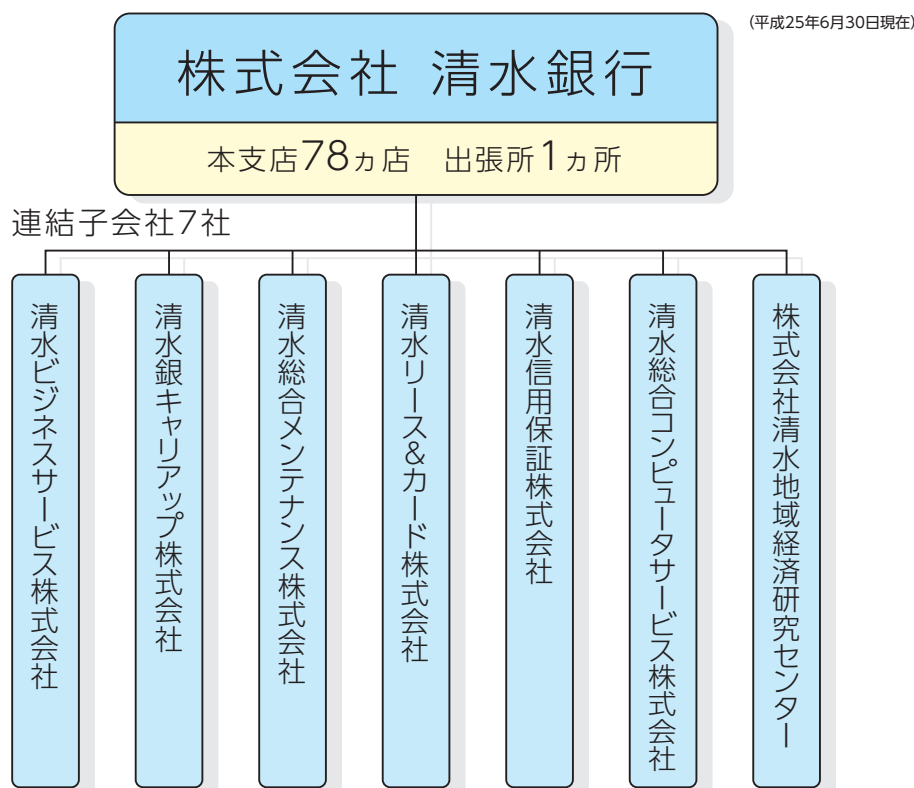 (平成25年6月30日現在)
株式会社 清水銀行
本支店78ヵ店 出張所1ヵ所
連結子会社7社
清水ビジネスサービス株式会社
清水銀キャリアップ株式会社
清水総合メンテナンス株式会社
清水リース&カード株式会社
清水信用保証株式会社
清水総合コンピュータサービス株式会社
株式会社清水地域経済研究センター